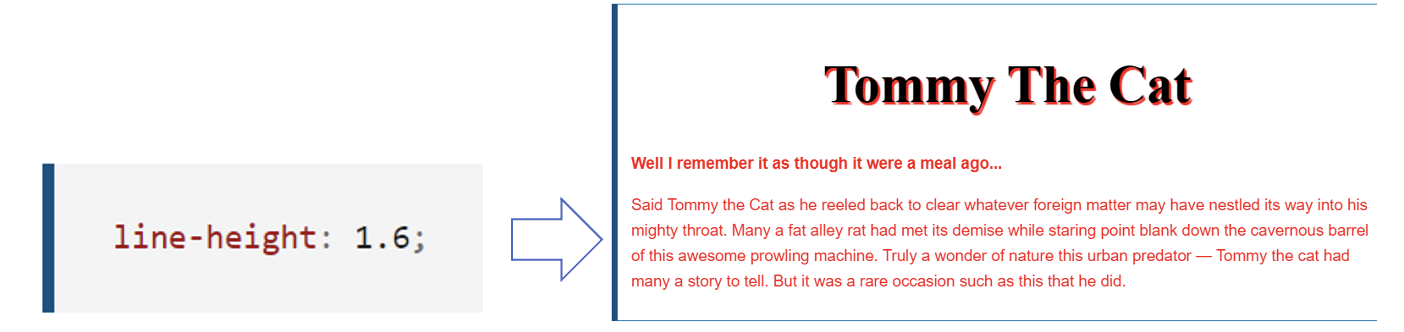 line-height: 1.6;
Tommy The Cat
Well I remember it as though it were a meal ago...
Said Tommy the Cat as he reeled back to clear whatever foreign matter may have nestled its way into his
mighty throat. Many a fat alley rat had met its demise while staring point blank down the cavernous barrel
of this awesome prowling machine. Truly a wonder of nature this urban predator — Tommy the cat had
many a story to tell. But it was a rare occasion such as this that he did.